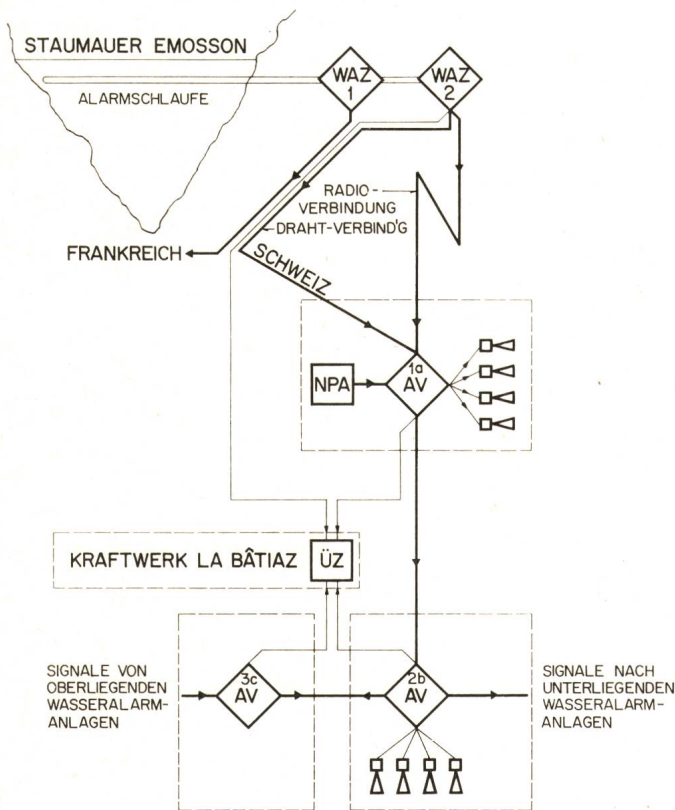 STAUMAUER EMOSSON
ALARMSCHLAUFE
WAZ
1
WAZ
2
RADIO-
VERBINDUNG
DRAHT-VERBIND'G
FRANKREICH
SCHWEIZ
NPA
1a
AV
KRAFTWERK LA BÂTIAZ
ÜZ
SIGNALE VON
OBERLIEGENDEN
WASSERALARM-
ANLAGEN
3c
AV
2b
AV
SIGNALE NACH
UNTERLIEGENDEN
WASSERALARM-
ANLAGEN